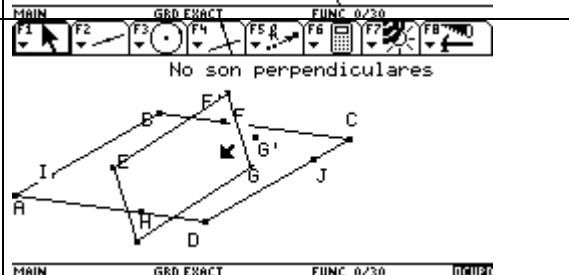 MAIN GRD EXACT FUNC 0/30
F1 F2 F3 F4 F5 F6 F7 F8
No son perpendiculares
F'
B F C
E G'
I G J
A H
D
MAIN GRD EXACT FUNC 0/30